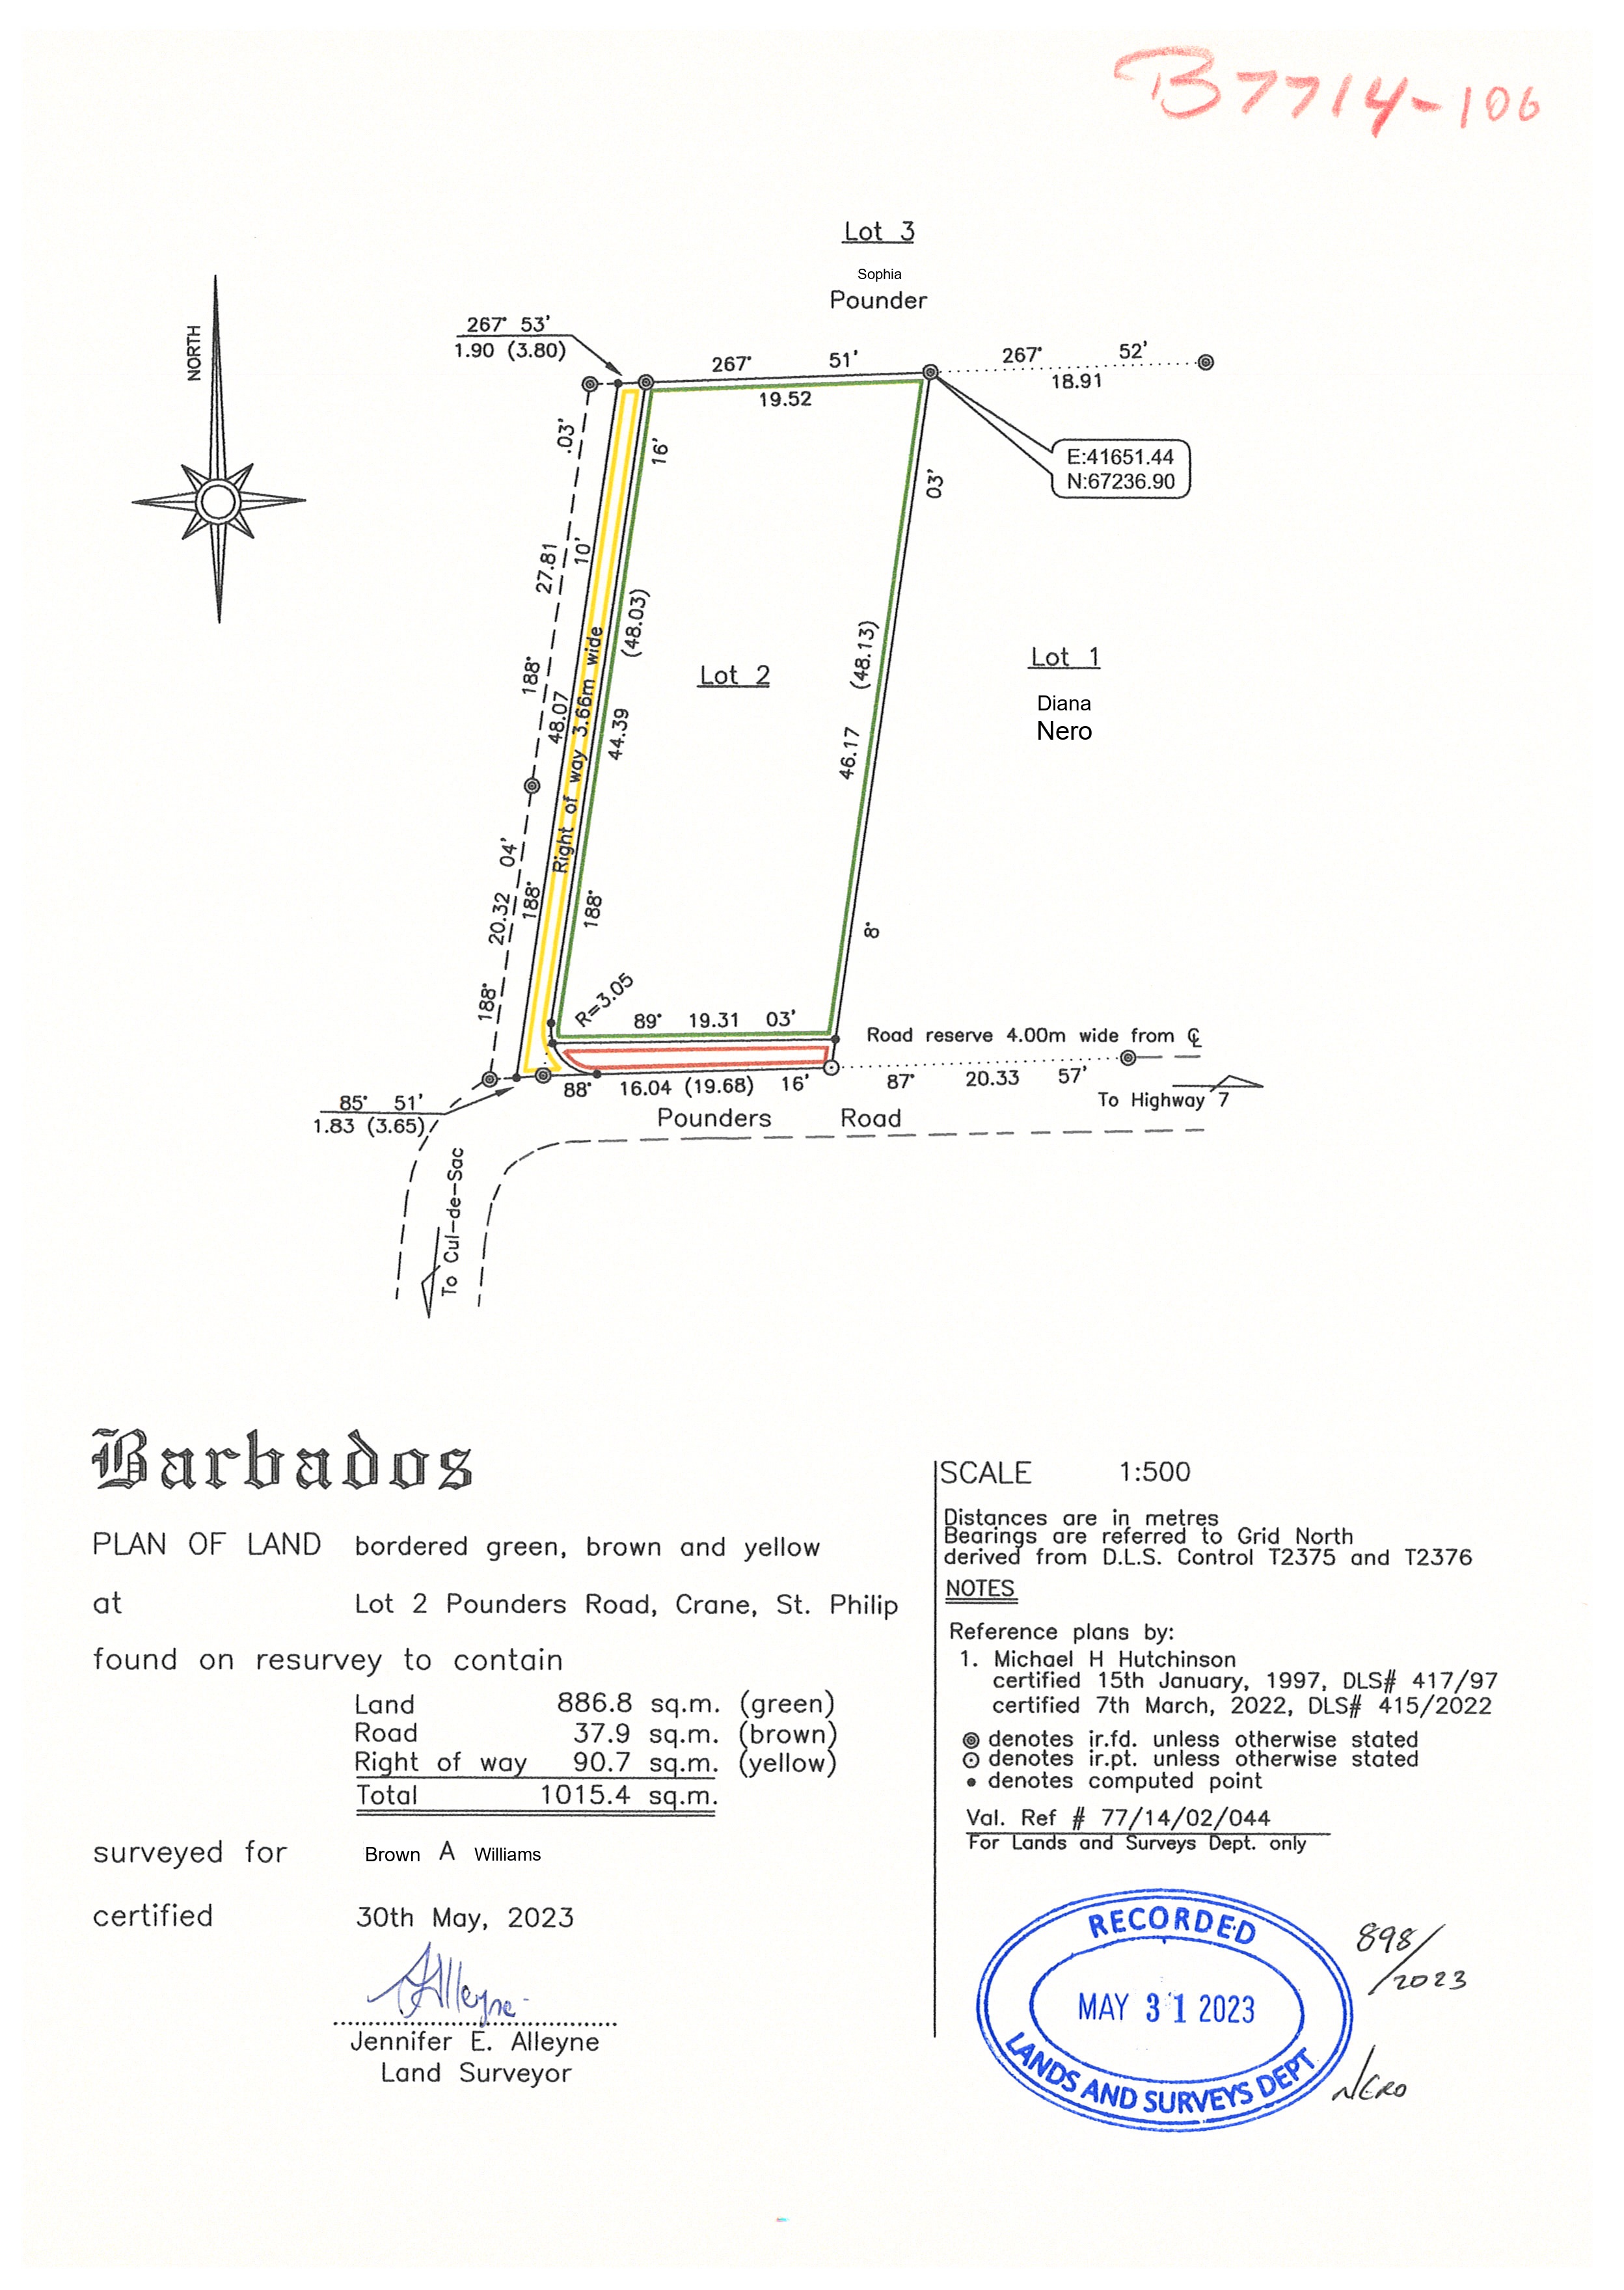 B7714-106
Lot 3
Sophia
Pounder
NORTH
267° 53'
1.90 (3.80)
267° 51'
19.52
267° 52'
18.91
E:41651.44
N:67236.90
.03'
16'
03'
10'
27.81
188°
48.07
Right of way 3.66m wide
(48.03)
44.39
188°
Lot 2
(48.13)
46.17
8°
Lot 1
Diana
Nero
04'
20.32
188°
188°
R=3.05
89° 19.31 03'
Road reserve 4.00m wide from ℄
88° 16.04 (19.68) 16'
87° 20.33 57'
To Highway 7
85° 51'
1.83 (3.65)
Pounders Road
To Cul-de-Sac
Barbados
PLAN OF LAND bordered green, brown and yellow
at Lot 2 Pounders Road, Crane, St. Philip
found on resurvey to contain
Land 886.8 sq.m. (green)
Road 37.9 sq.m. (brown)
Right of way 90.7 sq.m. (yellow)
Total 1015.4 sq.m.
surveyed for Brown A Williams
certified 30th May, 2023
JAlleyne
Jennifer E. Alleyne
Land Surveyor
SCALE 1:500
Distances are in metres
Bearings are referred to Grid North
derived from D.L.S. Control T2375 and T2376
NOTES
Reference plans by:
1. Michael H Hutchinson
certified 15th January, 1997, DLS# 417/97
certified 7th March, 2022, DLS# 415/2022
denotes ir.fd. unless otherwise stated
denotes ir.pt. unless otherwise stated
denotes computed point
Val. Ref # 77/14/02/044
For Lands and Surveys Dept. only
RECORDED
MAY 31 2023
LANDS AND SURVEYS DEPT
898/
2023
NERO